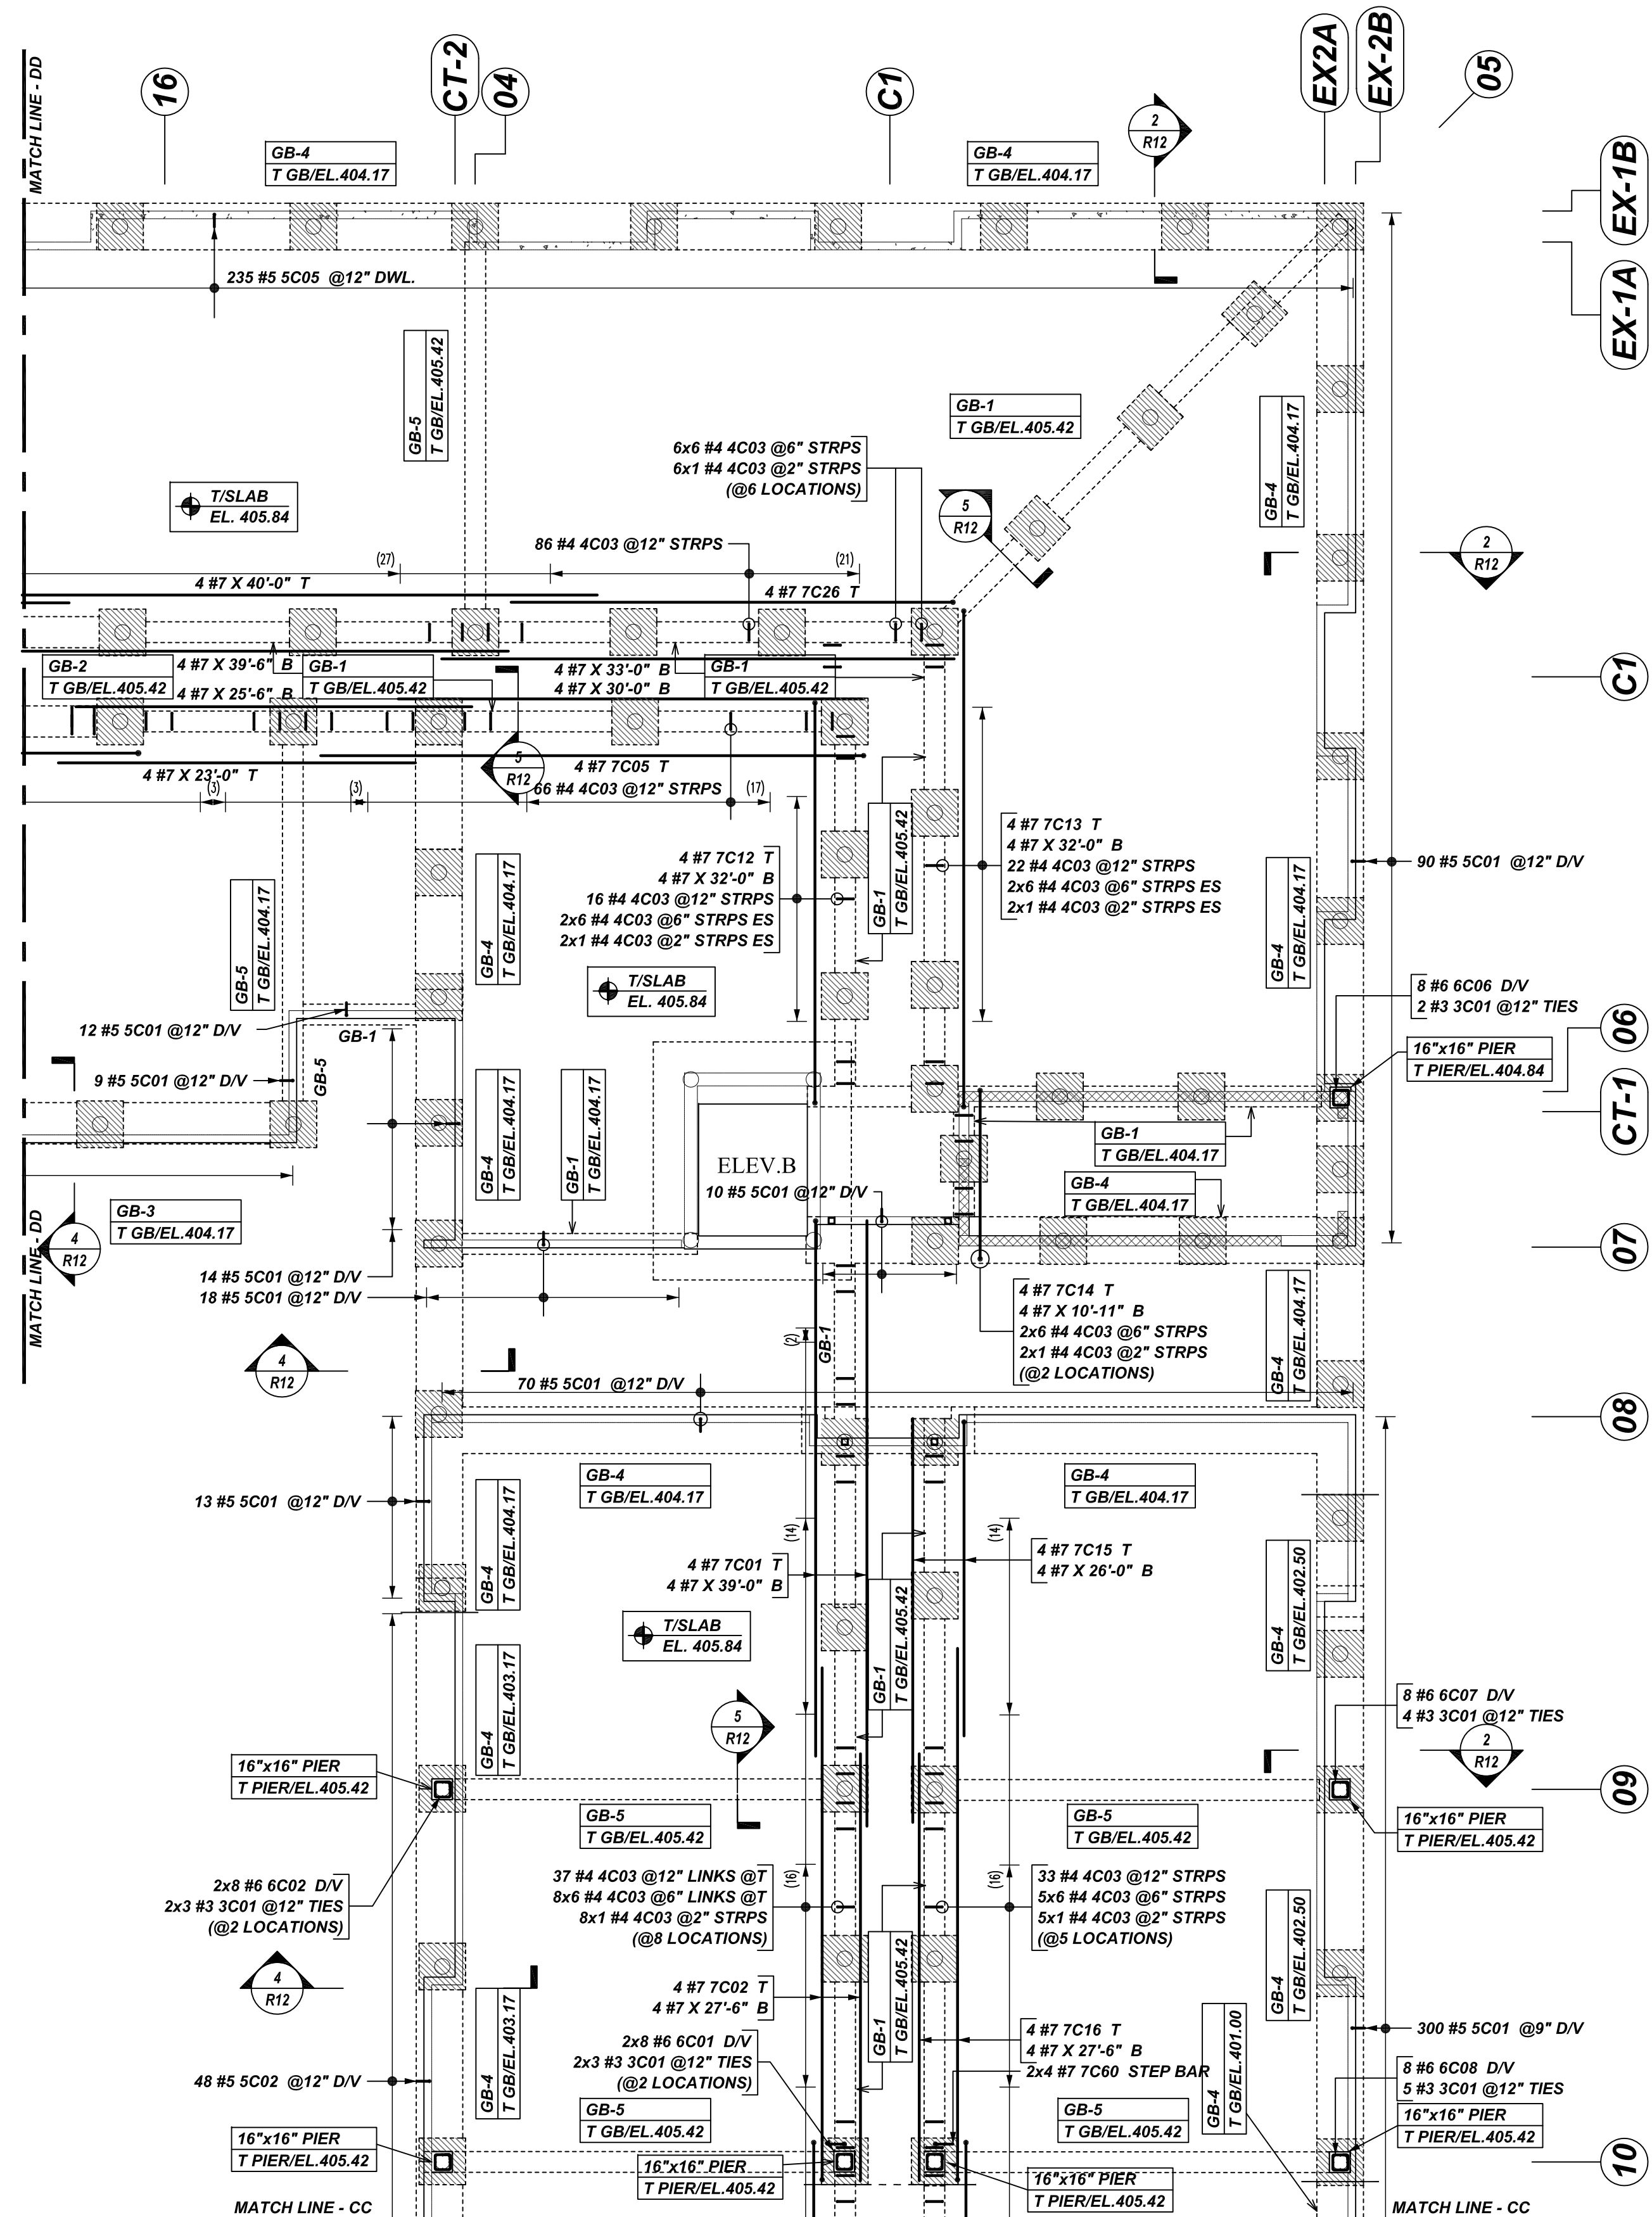 MATCH LINE - DD
16
CT-2
04
C1
EX2A
EX-2B
05
2
R12
EX-1B
EX-1A
GB-4
T GB/EL.404.17
GB-4
T GB/EL.404.17
235 #5 5C05 @12" DWL.
GB-5
T GB/EL.405.42
GB-1
T GB/EL.405.42
GB-4
T GB/EL.404.17
6x6 #4 4C03 @6" STRPS
6x1 #4 4C03 @2" STRPS
(@6 LOCATIONS)
T/SLAB
EL. 405.84
5
R12
2
R12
86 #4 4C03 @12" STRPS
(27)
(21)
4 #7 X 40'-0" T
4 #7 7C26 T
GB-2
T GB/EL.405.42
4 #7 X 39'-6" B
4 #7 X 25'-6" B
GB-1
T GB/EL.405.42
4 #7 X 33'-0" B
4 #7 X 30'-0" B
GB-1
T GB/EL.405.42
C1
4 #7 X 23'-0" T
5
R12
4 #7 7C05 T
66 #4 4C03 @12" STRPS
(3)
(3)
(17)
4 #7 7C12 T
4 #7 X 32'-0" B
16 #4 4C03 @12" STRPS
2x6 #4 4C03 @6" STRPS ES
2x1 #4 4C03 @2" STRPS ES
GB-1
T GB/EL.405.42
4 #7 7C13 T
4 #7 X 32'-0" B
22 #4 4C03 @12" STRPS
2x6 #4 4C03 @6" STRPS ES
2x1 #4 4C03 @2" STRPS ES
90 #5 5C01 @12" D/V
GB-5
T GB/EL.404.17
GB-4
T GB/EL.404.17
GB-4
T GB/EL.404.17
T/SLAB
EL. 405.84
8 #6 6C06 D/V
2 #3 3C01 @12" TIES
16"x16" PIER
T PIER/EL.404.84
06
CT-1
12 #5 5C01 @12" D/V
GB-1
9 #5 5C01 @12" D/V
GB-5
GB-4
T GB/EL.404.17
GB-1
T GB/EL.404.17
ELEV.B
10 #5 5C01 @12" D/V
GB-1
T GB/EL.404.17
GB-4
T GB/EL.404.17
GB-3
T GB/EL.404.17
4
R12
MATCH LINE - DD
07
14 #5 5C01 @12" D/V
18 #5 5C01 @12" D/V
4 #7 7C14 T
4 #7 X 10'-11" B
2x6 #4 4C03 @6" STRPS
2x1 #4 4C03 @2" STRPS
(@2 LOCATIONS)
GB-4
T GB/EL.404.17
(2)
GB-1
4
R12
70 #5 5C01 @12" D/V
08
GB-4
T GB/EL.404.17
GB-4
T GB/EL.404.17
13 #5 5C01 @12" D/V
GB-4
T GB/EL.404.17
(14)
(14)
4 #7 7C01 T
4 #7 X 39'-0" B
4 #7 7C15 T
4 #7 X 26'-0" B
GB-1
T GB/EL.405.42
GB-4
T GB/EL.402.50
T/SLAB
EL. 405.84
GB-4
T GB/EL.403.17
5
R12
8 #6 6C07 D/V
4 #3 3C01 @12" TIES
2
R12
16"x16" PIER
T PIER/EL.405.42
09
GB-5
T GB/EL.405.42
GB-5
T GB/EL.405.42
16"x16" PIER
T PIER/EL.405.42
2x8 #6 6C02 D/V
2x3 #3 3C01 @12" TIES
(@2 LOCATIONS)
37 #4 4C03 @12" LINKS @T
8x6 #4 4C03 @6" LINKS @T
8x1 #4 4C03 @2" STRPS
(@8 LOCATIONS)
(16)
(16)
33 #4 4C03 @12" STRPS
5x6 #4 4C03 @6" STRPS
5x1 #4 4C03 @2" STRPS
(@5 LOCATIONS)
GB-4
T GB/EL.402.50
4
R12
GB-1
T GB/EL.405.42
4 #7 7C02 T
4 #7 X 27'-6" B
GB-4
T GB/EL.403.17
2x8 #6 6C01 D/V
2x3 #3 3C01 @12" TIES
(@2 LOCATIONS)
4 #7 7C16 T
4 #7 X 27'-6" B
2x4 #7 7C60 STEP BAR
GB-4
T GB/EL.401.00
300 #5 5C01 @9" D/V
48 #5 5C02 @12" D/V
8 #6 6C08 D/V
5 #3 3C01 @12" TIES
GB-5
T GB/EL.405.42
GB-5
T GB/EL.405.42
16"x16" PIER
T PIER/EL.405.42
16"x16" PIER
T PIER/EL.405.42
16"x16" PIER
T PIER/EL.405.42
16"x16" PIER
T PIER/EL.405.42
10
MATCH LINE - CC
MATCH LINE - CC